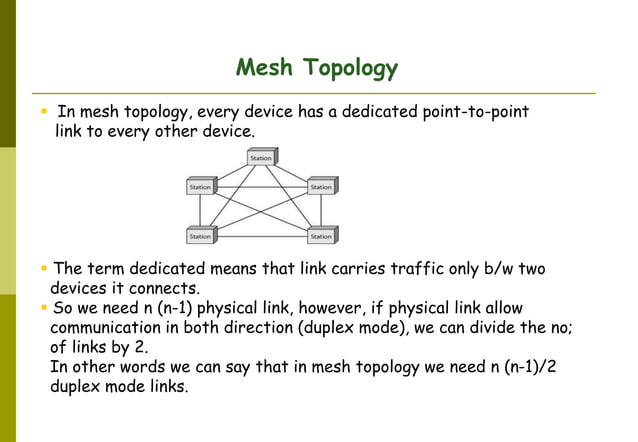 Mesh Topology
▪ In mesh topology, every device has a dedicated point-to-point
link to every other device.
Station
Station
Station
Station
Station
▪ The term dedicated means that link carries traffic only b/w two
devices it connects.
▪ So we need n (n-1) physical link, however, if physical link allow
communication in both direction (duplex mode), we can divide the no;
of links by 2.
In other words we can say that in mesh topology we need n (n-1)/2
duplex mode links.